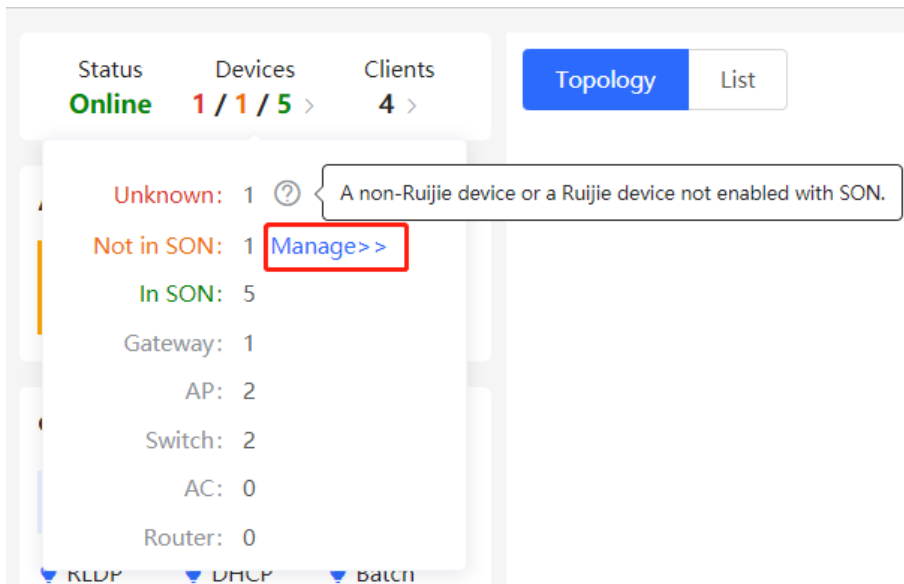 Status Devices Clients
Online 1 / 1 / 5 > 4 >
Topology List
Unknown: 1 ? A non-Ruijie device or a Ruijie device not enabled with SON.
Not in SON: 1 Manage>>
In SON: 5
Gateway: 1
AP: 2
Switch: 2
AC: 0
Router: 0
RLDP DHCP Batch